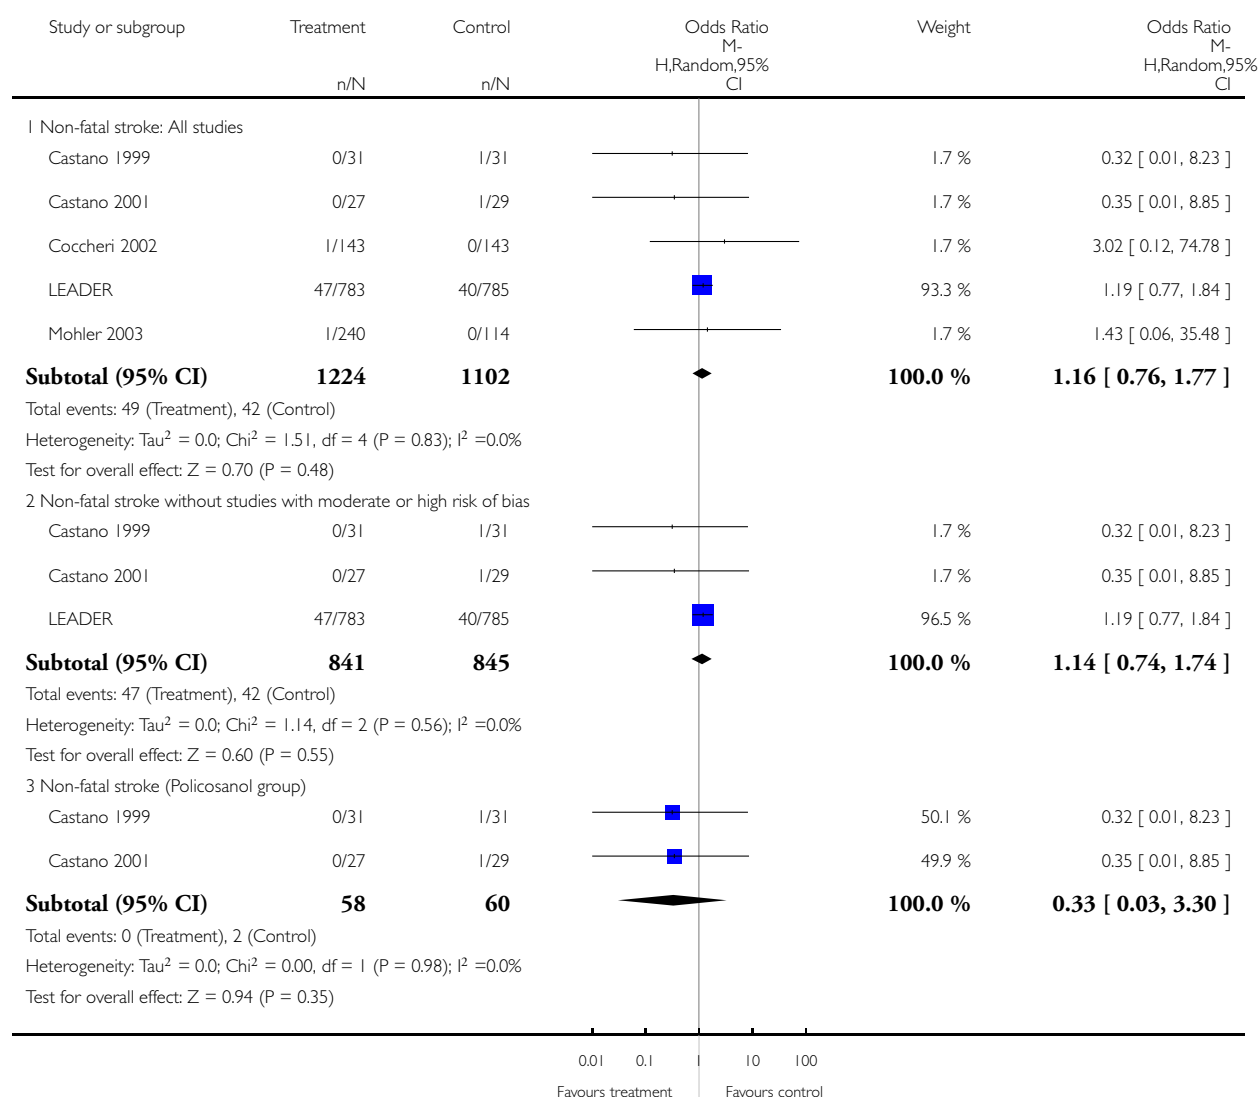 Study or subgroup Treatment Control Odds Ratio Weight Odds Ratio
M- M-
H,Random,95% H,Random,95%
n/N n/N CI CI
1 Non-fatal stroke: All studies
Castano 1999 0/31 1/31 1.7 % 0.32 [ 0.01, 8.23 ]
Castano 2001 0/27 1/29 1.7 % 0.35 [ 0.01, 8.85 ]
Coccheri 2002 1/143 0/143 1.7 % 3.02 [ 0.12, 74.78 ]
LEADER 47/783 40/785 93.3 % 1.19 [ 0.77, 1.84 ]
Mohler 2003 1/240 0/114 1.7 % 1.43 [ 0.06, 35.48 ]
Subtotal (95% CI) 1224 1102 100.0 % 1.16 [ 0.76, 1.77 ]
Total events: 49 (Treatment), 42 (Control)
Heterogeneity: Tau² = 0.0; Chi² = 1.51, df = 4 (P = 0.83); I² =0.0%
Test for overall effect: Z = 0.70 (P = 0.48)
2 Non-fatal stroke without studies with moderate or high risk of bias
Castano 1999 0/31 1/31 1.7 % 0.32 [ 0.01, 8.23 ]
Castano 2001 0/27 1/29 1.7 % 0.35 [ 0.01, 8.85 ]
LEADER 47/783 40/785 96.5 % 1.19 [ 0.77, 1.84 ]
Subtotal (95% CI) 841 845 100.0 % 1.14 [ 0.74, 1.74 ]
Total events: 47 (Treatment), 42 (Control)
Heterogeneity: Tau² = 0.0; Chi² = 1.14, df = 2 (P = 0.56); I² =0.0%
Test for overall effect: Z = 0.60 (P = 0.55)
3 Non-fatal stroke (Policosanol group)
Castano 1999 0/31 1/31 50.1 % 0.32 [ 0.01, 8.23 ]
Castano 2001 0/27 1/29 49.9 % 0.35 [ 0.01, 8.85 ]
Subtotal (95% CI) 58 60 100.0 % 0.33 [ 0.03, 3.30 ]
Total events: 0 (Treatment), 2 (Control)
Heterogeneity: Tau² = 0.0; Chi² = 0.00, df = 1 (P = 0.98); I² =0.0%
Test for overall effect: Z = 0.94 (P = 0.35)
0.01 0.1 1 10 100
Favours treatment Favours control